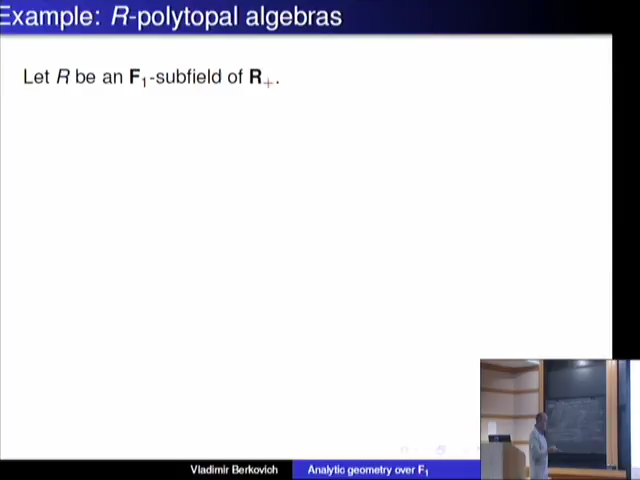 Example: R-polytopal algebras
Let R be an F₁-subfield of R₊.
Vladimir Berkovich
Analytic geometry over F₁